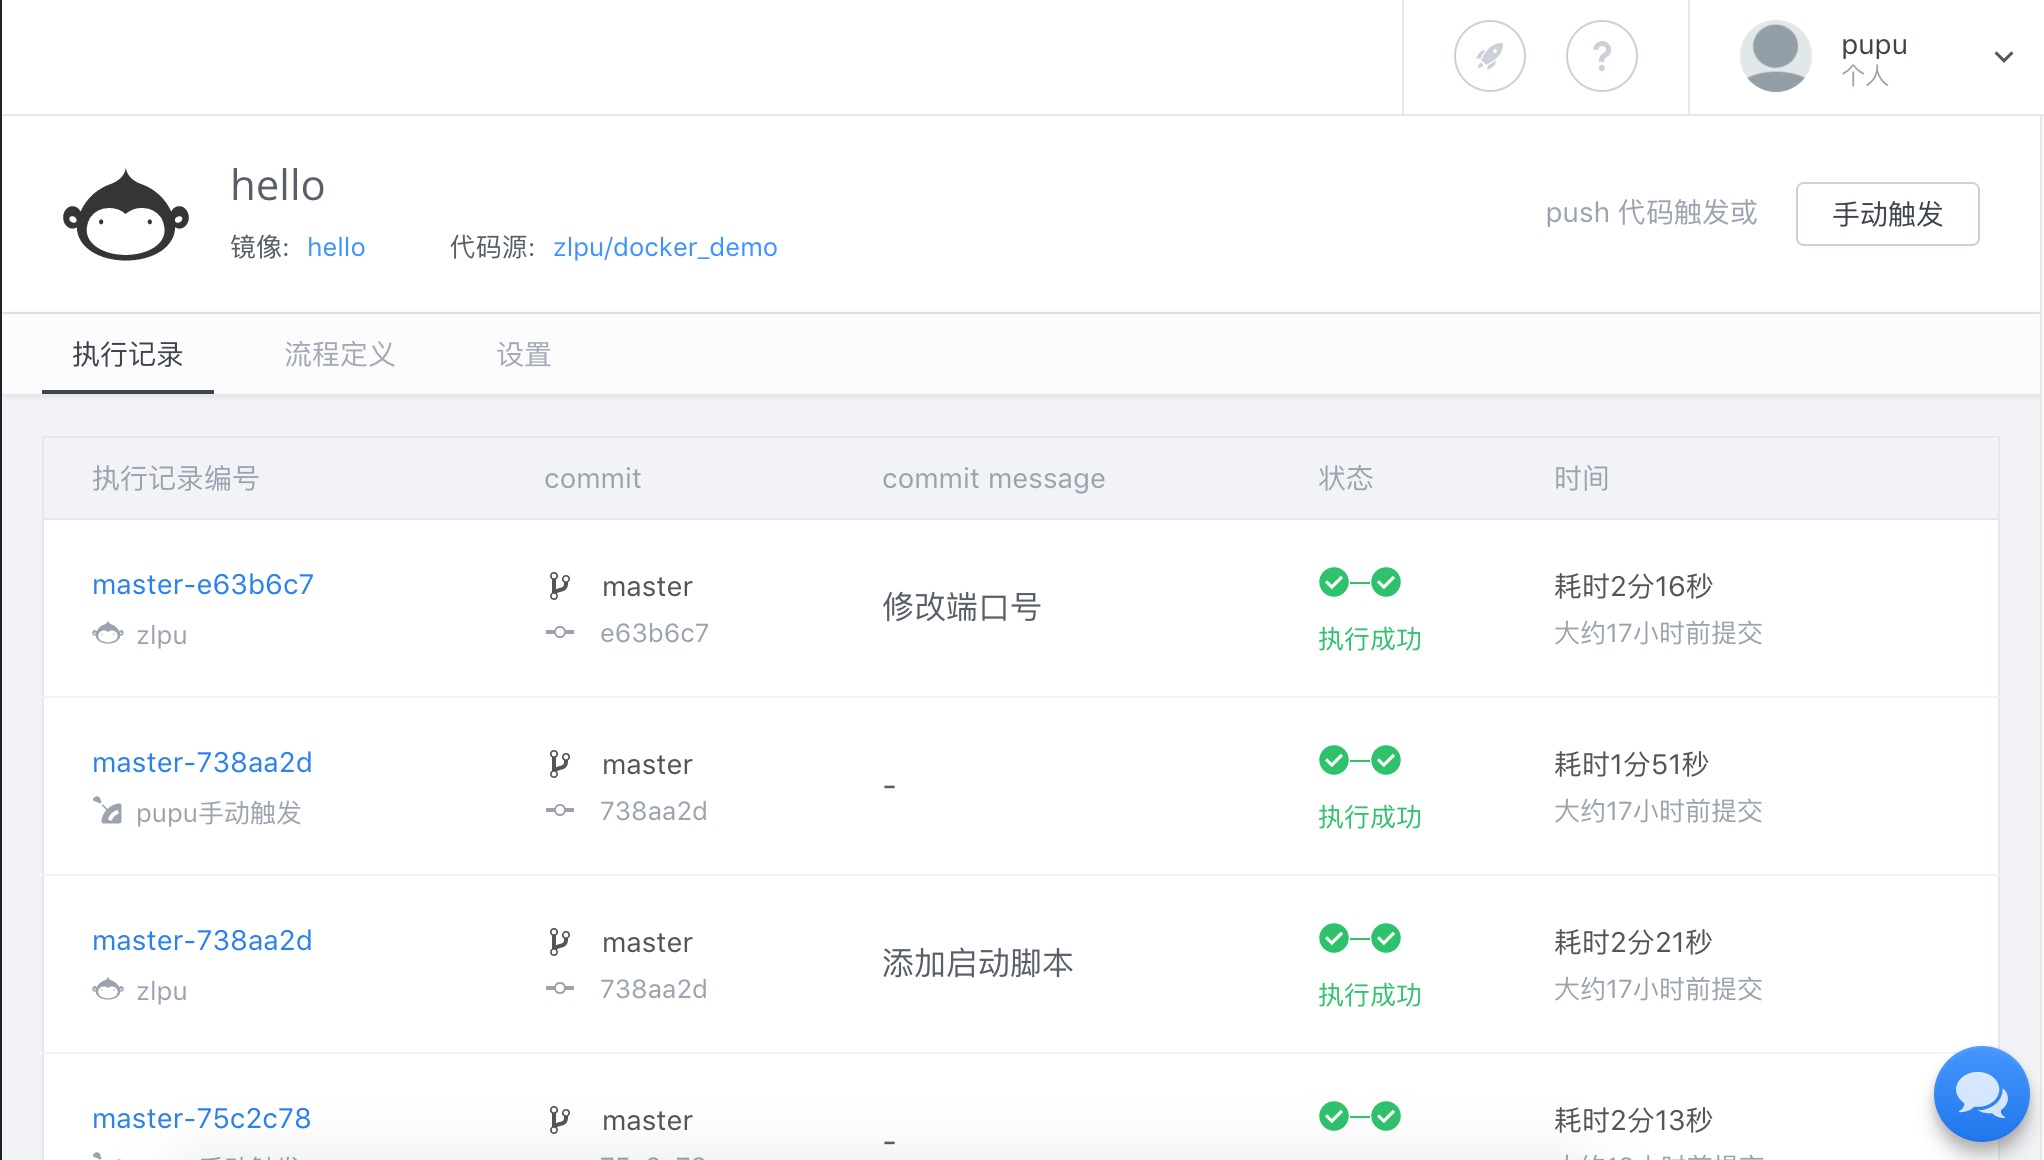 pupu
个人
hello
镜像: hello 代码源: zlpu/docker_demo
push 代码触发或 手动触发
执行记录 流程定义 设置
执行记录编号 commit commit message 状态 时间
master-e63b6c7 master 修改端口号 耗时2分16秒
zlpu e63b6c7 执行成功 大约17小时前提交
master-738aa2d master - 耗时1分51秒
pupu手动触发 738aa2d 执行成功 大约17小时前提交
master-738aa2d master 添加启动脚本 耗时2分21秒
zlpu 738aa2d 执行成功 大约17小时前提交
master-75c2c78 master - 耗时2分13秒